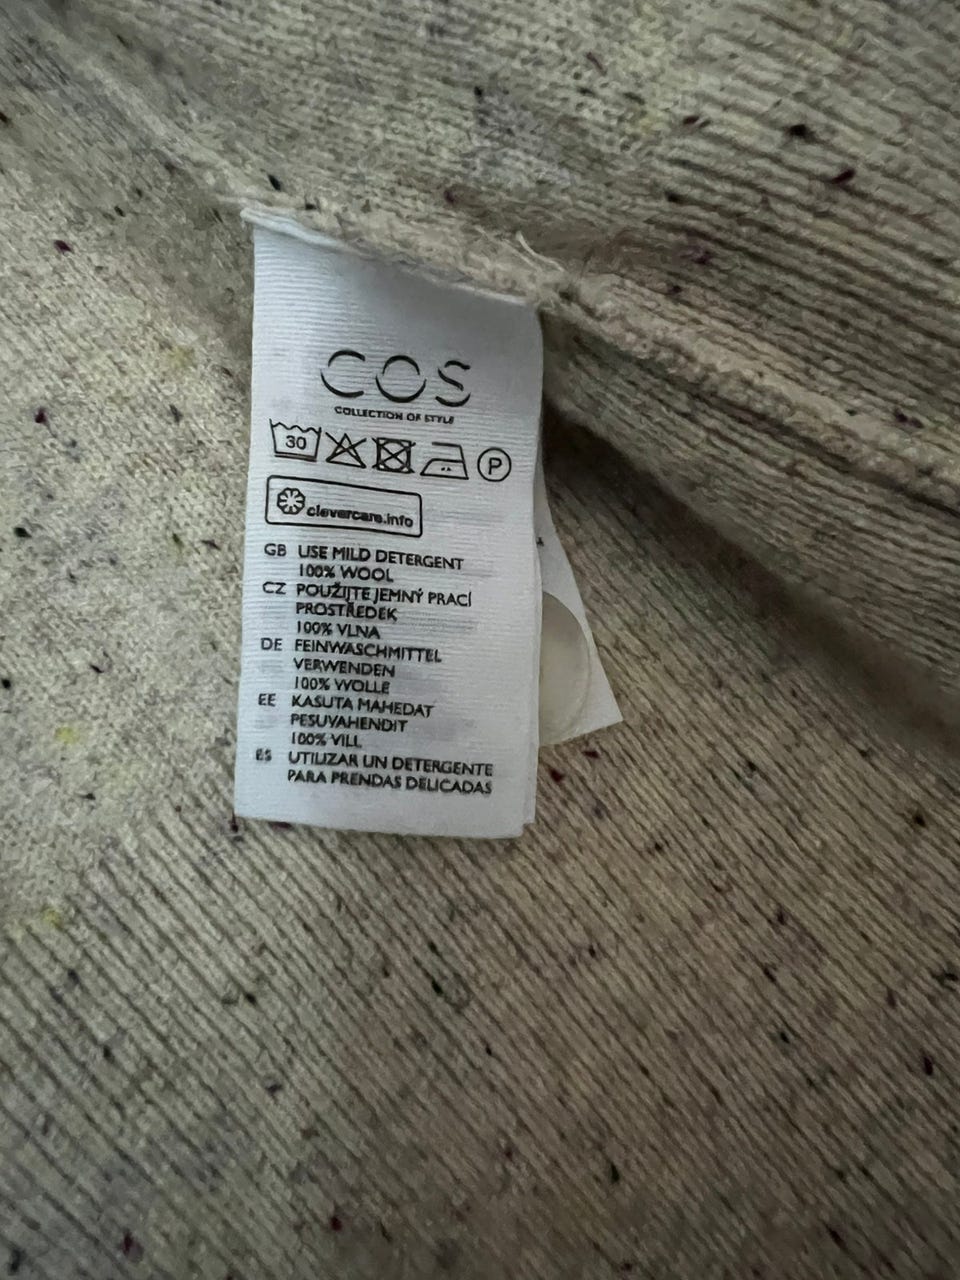 COS
COLLECTION OF STYLE
30
P
clevercare.info
GB USE MILD DETERGENT
100% WOOL
CZ POUŽIJTE JEMNÝ PRACÍ
PROSTŘEDEK
100% VLNA
DE FEINWASCHMITTEL
VERWENDEN
100% WOLLE
EE KASUTA MAHEDAT
PESUVAHENDIT
100% VILL
ES UTILIZAR UN DETERGENTE
PARA PRENDAS DELICADAS